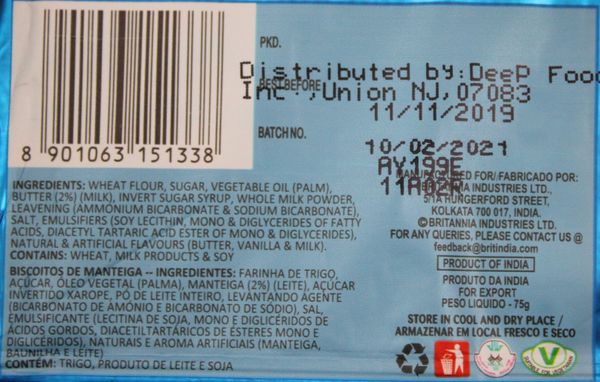 PKD.
Distributed by:Deep Foo
BEST BEFORE
Inc.,Union NJ,07083
11/11/2019
BATCH NO.
10/02/2021
AY199E
8 901063 151338
INGREDIENTS: WHEAT FLOUR, SUGAR, VEGETABLE OIL (PALM),
BUTTER (2%) (MILK), INVERT SUGAR SYRUP, WHOLE MILK POWDER,
LEAVENING (AMMONIUM BICARBONATE & SODIUM BICARBONATE),
SALT, EMULSIFIERS (SOY LECITHIN, MONO & DIGLYCERIDES OF FATTY
ACIDS, DIACETYL TARTARIC ACID ESTER OF MONO & DIGLYCERIDES),
NATURAL & ARTIFICIAL FLAVOURS (BUTTER, VANILLA & MILK).
CONTAINS: WHEAT, MILK PRODUCTS & SOY
BISCOITOS DE MANTEIGA -- INGREDIENTES: FARINHA DE TRIGO,
AÇÚCAR, ÓLEO VEGETAL (PALMA), MANTEIGA (2%) (LEITE), AÇÚCAR
INVERTIDO XAROPE, PÓ DE LEITE INTEIRO, LEVANTANDO AGENTE
(BICARBONATO DE AMÓNIO E BICARBONATO DE SÓDIO), SAL,
EMULSIFICANTE (LECITINA DE SOJA, MONO E DIGLICÉRIDOS DE
ÁCIDOS GORDOS, DIACETILTARTÁRICOS DE ÉSTERES MONO E
DIGLICÉRIDOS), NATURAIS E AROMA ARTIFICIAIS (MANTEIGA,
BAUNILHA E LEITE)
CONTÉM: TRIGO, PRODUTO DE LEITE E SOJA
MANUFACTURED FOR/ FABRICADO POR:
BRITANNIA INDUSTRIES LTD.,
5/1A HUNGERFORD STREET,
KOLKATA 700 017, INDIA.
© BRITANNIA INDUSTRIES LTD.
FOR ANY QUERIES, PLEASE CONTACT US @
feedback@britindia.com
PRODUCT OF INDIA
PRODUTO DA INDIA
FOR EXPORT
PESO LIQUIDO - 75g
STORE IN COOL AND DRY PLACE /
ARMAZENAR EM LOCAL FRESCO E SECO
V